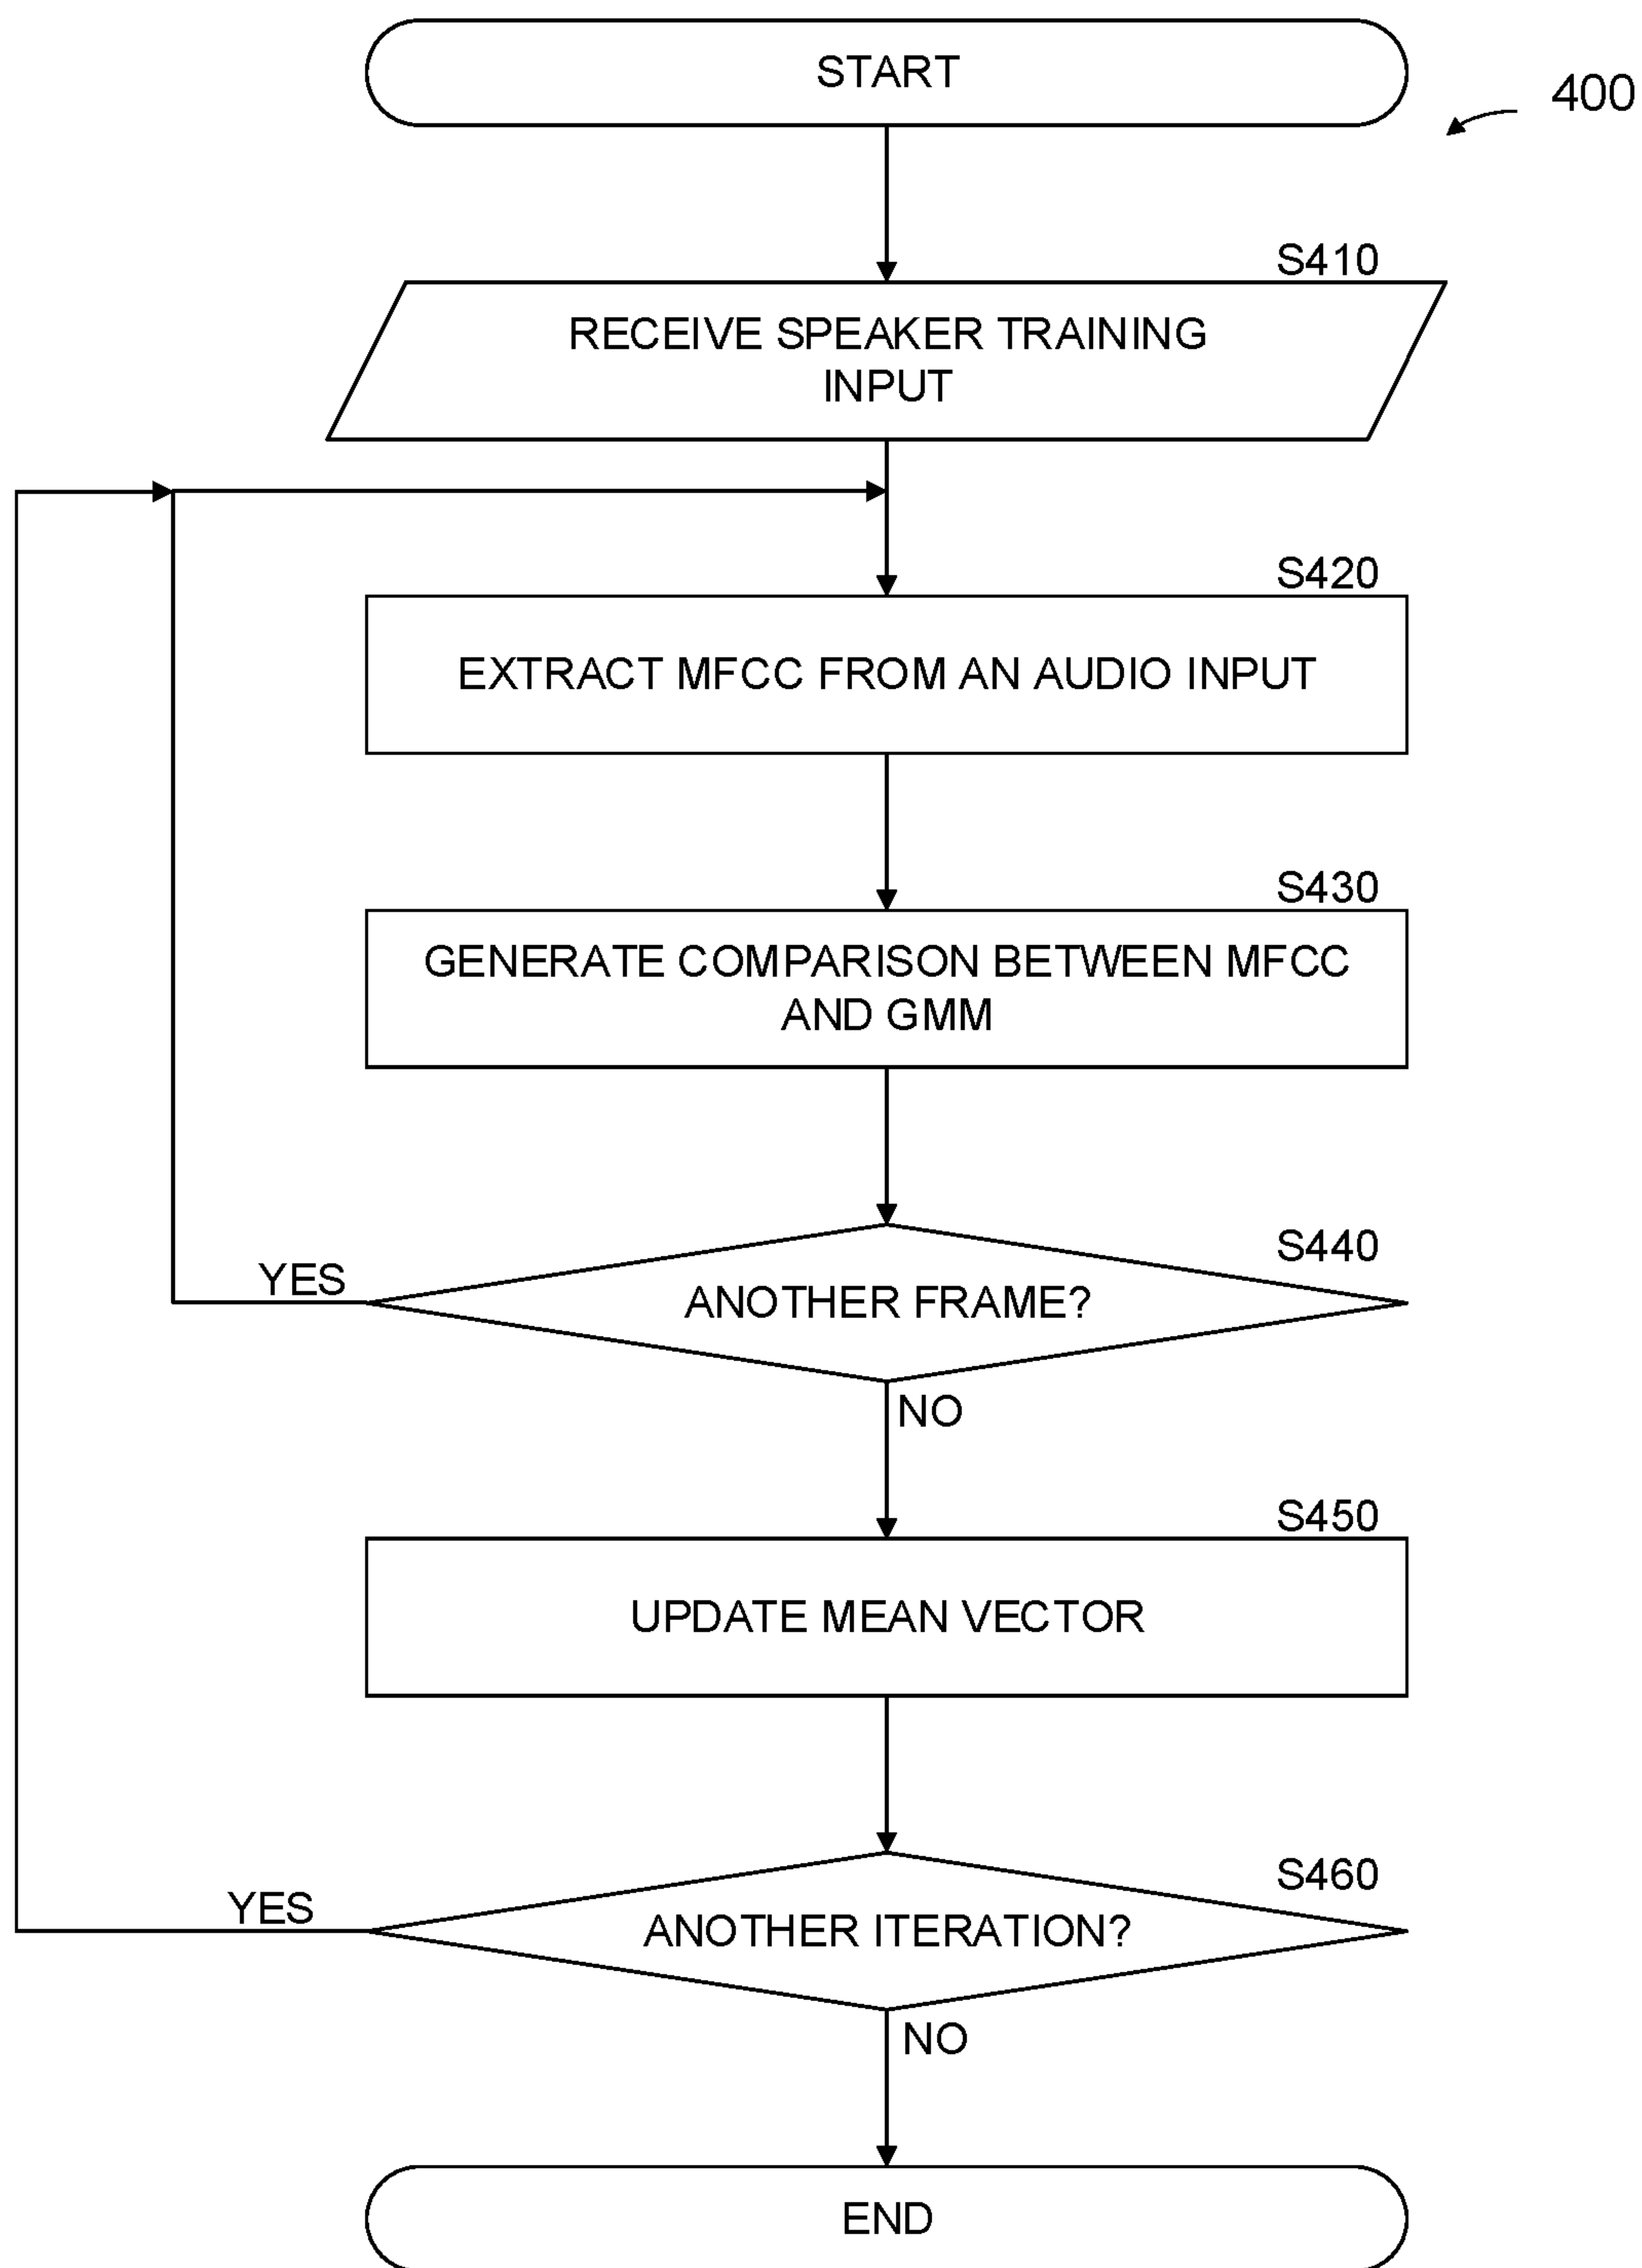 START
400
S410
RECEIVE SPEAKER TRAINING
INPUT
S420
EXTRACT MFCC FROM AN AUDIO INPUT
S430
GENERATE COMPARISON BETWEEN MFCC
AND GMM
S440
YES
ANOTHER FRAME?
NO
S450
UPDATE MEAN VECTOR
S460
YES
ANOTHER ITERATION?
NO
END